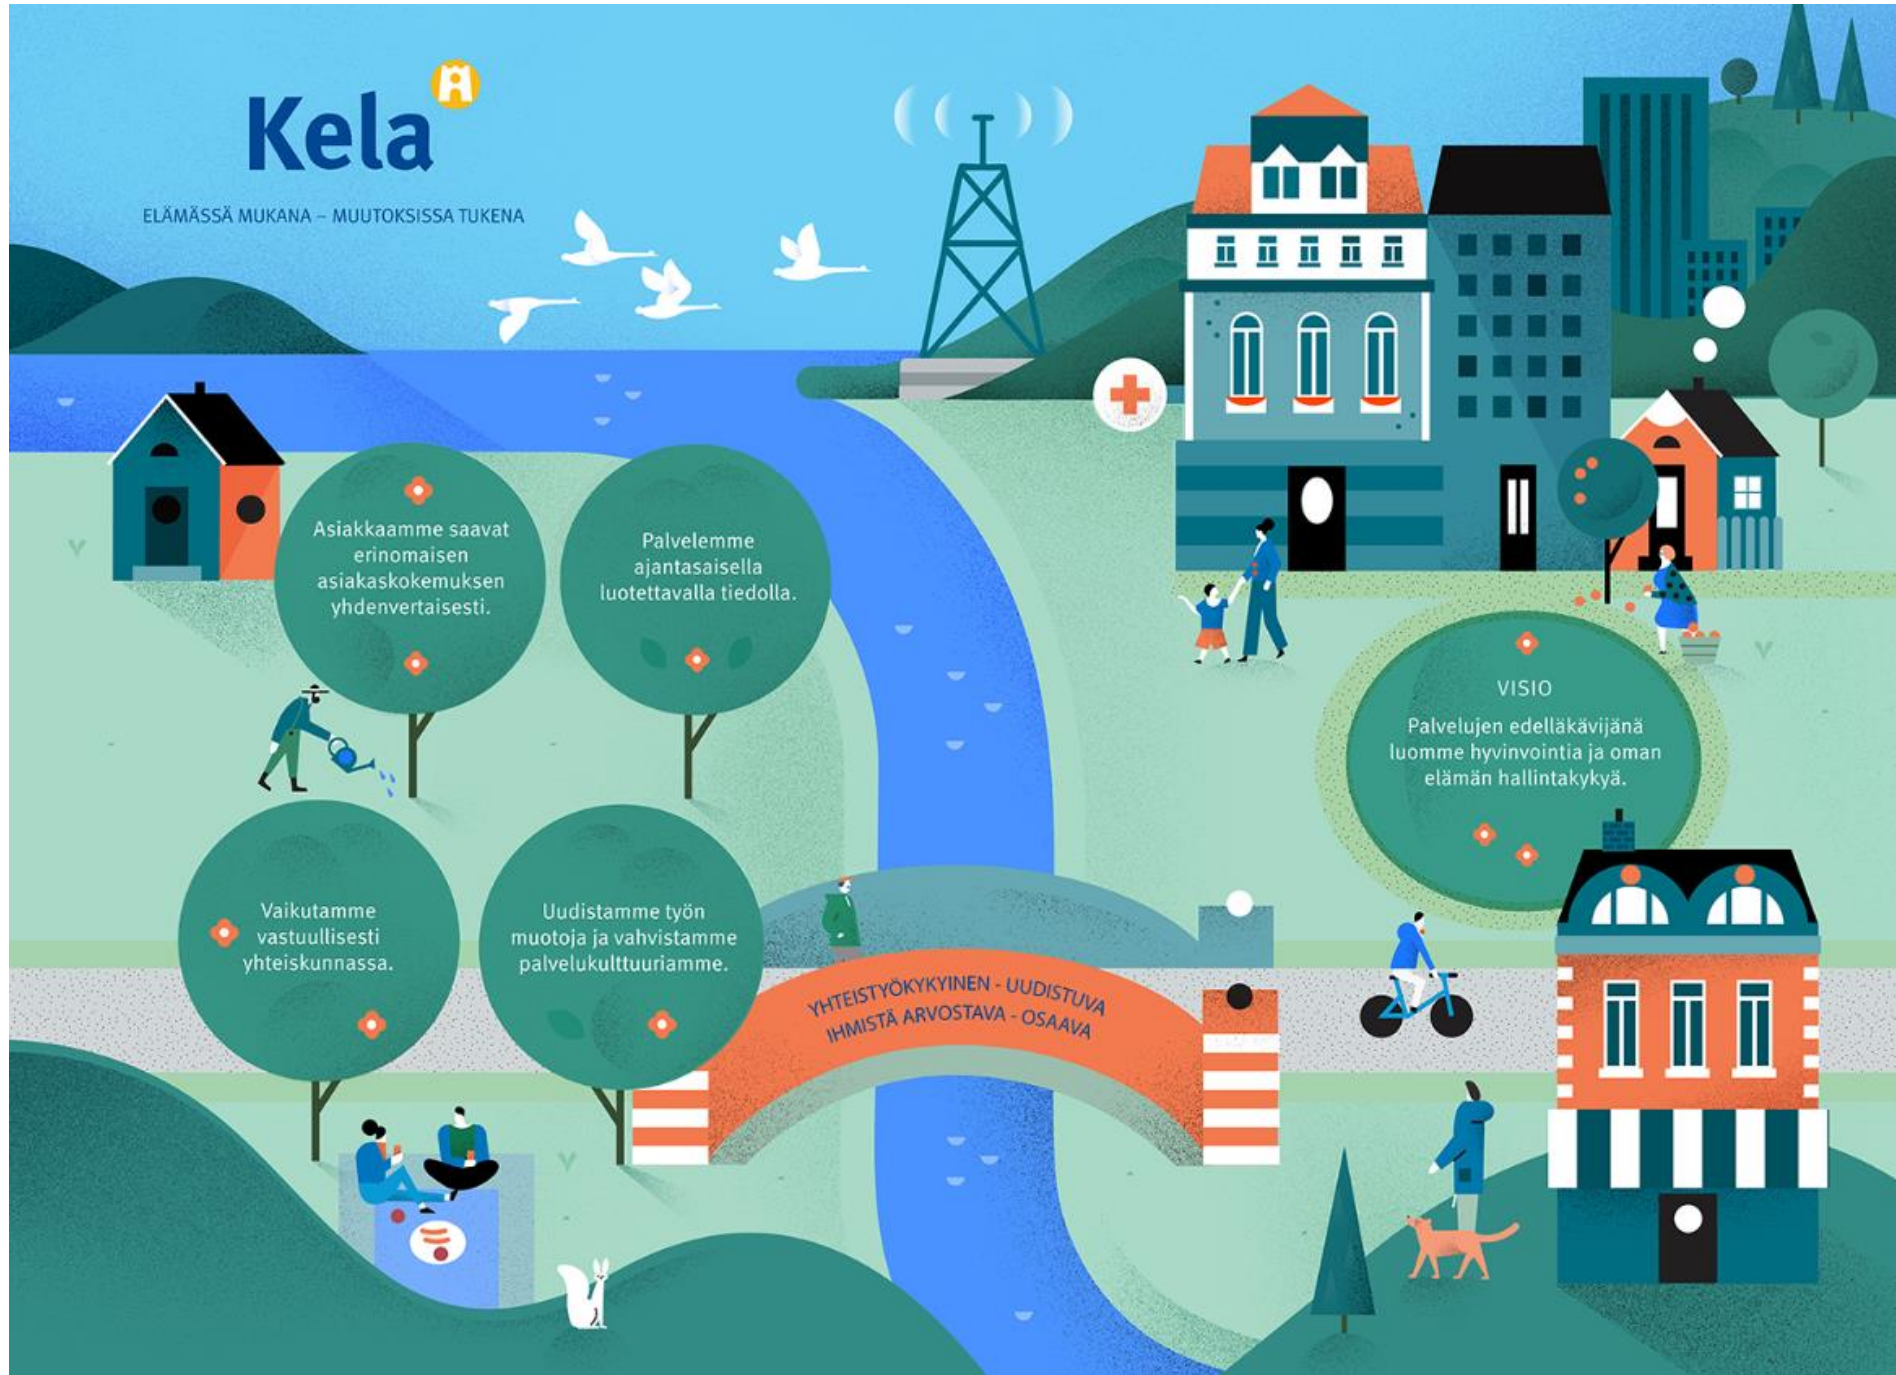 Kela
ELÄMÄSSÄ MUKANA – MUUTOKSISSA TUKENA
Asiakkaamme saavat
erinomaisen
asiakaskokemuksen
yhdenvertaisesti.
Palvelemme
ajantasaisella
luotettavalla tiedolla.
VISIO
Palvelujen edelläkävijänä
luomme hyvinvointia ja oman
elämän hallintakykyä.
Vaikutamme
vastuullisesti
yhteiskunnassa.
Uudistamme työn
muotoja ja vahvistamme
palvelukulttuuriamme.
YHTEISTYÖKYKYINEN - UUDISTUVA
IHMISTÄ ARVOSTAVA - OSAAVA